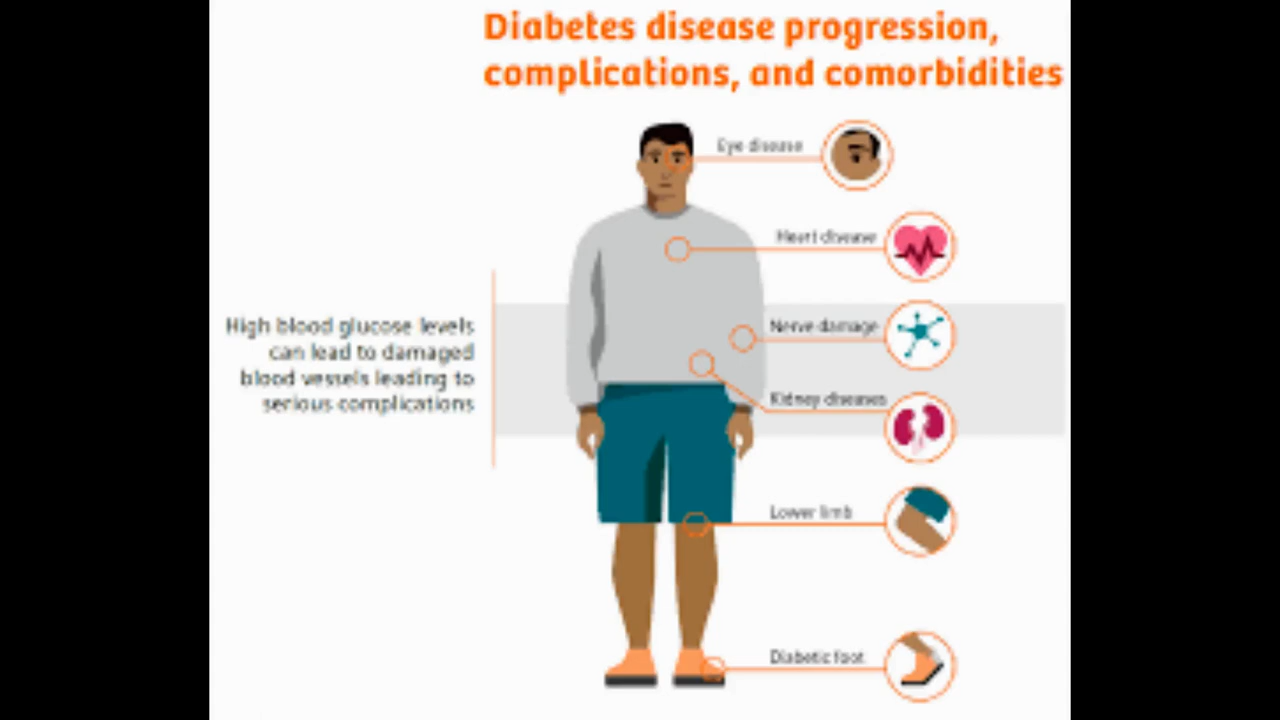 Diabetes disease progression,
complications, and comorbidities
Eye disease
Heart disease
High blood glucose levels
can lead to damaged
blood vessels leading to
serious complications
Nerve damage
Kidney diseases
Lower limb
Diabetic foot